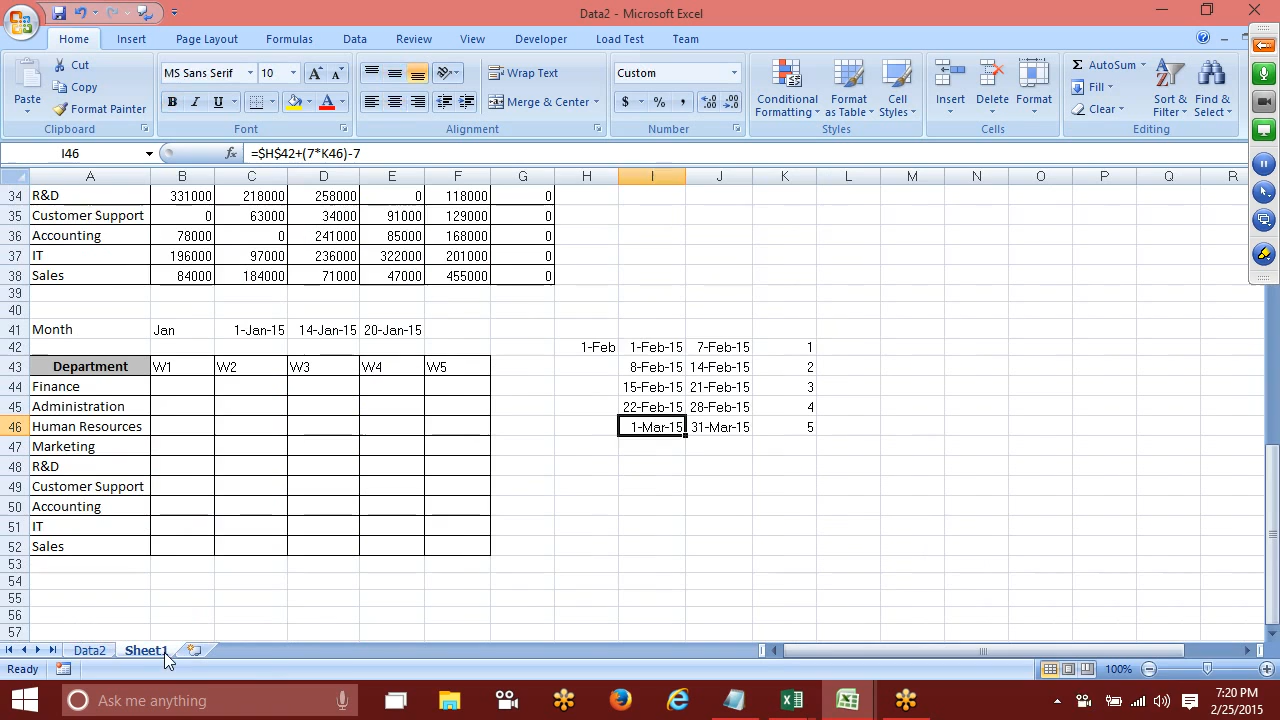 Data2 - Microsoft Excel
Home Insert Page Layout Formulas Data Review View Developer Load Test Team
Paste Cut Copy Format Painter Clipboard
MS Sans Serif 10 A A B I U A Font
Wrap Text Merge & Center Alignment
Custom $ % , .0 .00 .00 .0 Number
Conditional Formatting Format as Table Cell Styles Styles
Insert Delete Format Cells
Σ AutoSum Fill Clear Sort & Filter Find & Select Editing
I46 fx =$H$42+(7*K46)-7
A B C D E F G H I J K L M N O P Q R
34 R&D 331000 218000 258000 0 118000 0
35 Customer Support 0 63000 34000 91000 129000 0
36 Accounting 78000 0 241000 85000 168000 0
37 IT 196000 97000 236000 322000 201000 0
38 Sales 84000 184000 71000 47000 455000 0
39
40
41 Month Jan 1-Jan-15 14-Jan-15 20-Jan-15
42 1-Feb 1-Feb-15 7-Feb-15 1
43 Department W1 W2 W3 W4 W5 8-Feb-15 14-Feb-15 2
44 Finance 15-Feb-15 21-Feb-15 3
45 Administration 22-Feb-15 28-Feb-15 4
46 Human Resources 1-Mar-15 31-Mar-15 5
47 Marketing
48 R&D
49 Customer Support
50 Accounting
51 IT
52 Sales
53
54
55
56
57
Data2 Sheet1
Ready 100%
Ask me anything 7:20 PM
2/25/2015